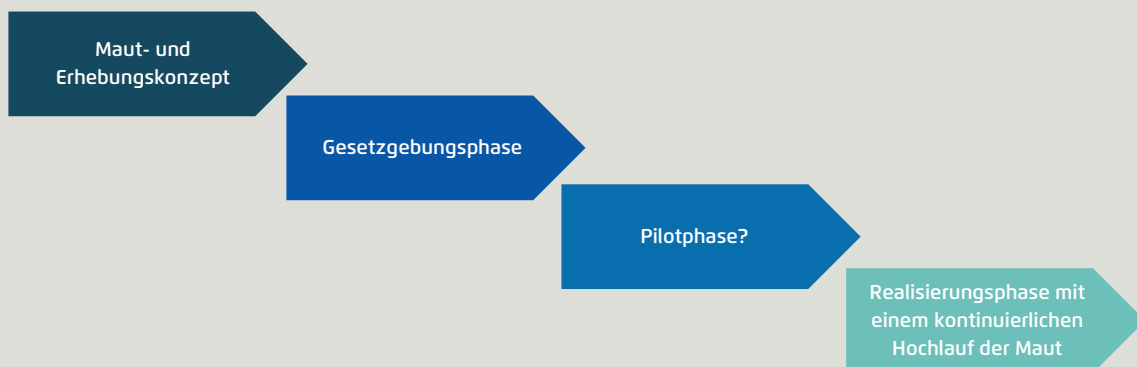 Maut- und
Erhebungskonzept
Gesetzgebungsphase
Pilotphase?
Realisierungsphase mit
einem kontinuierlichen
Hochlauf der Maut